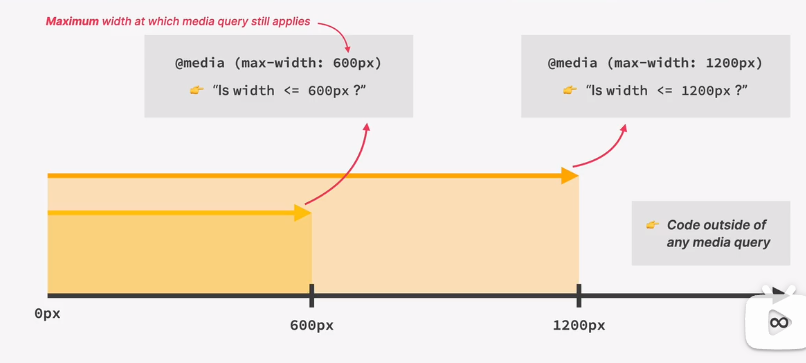 Maximum width at which media query still applies
@media (max-width: 600px)
👉 “Is width <= 600px ?”
@media (max-width: 1200px)
👉 “Is width <= 1200px ?”
👉 Code outside of
any media query
0px
600px
1200px